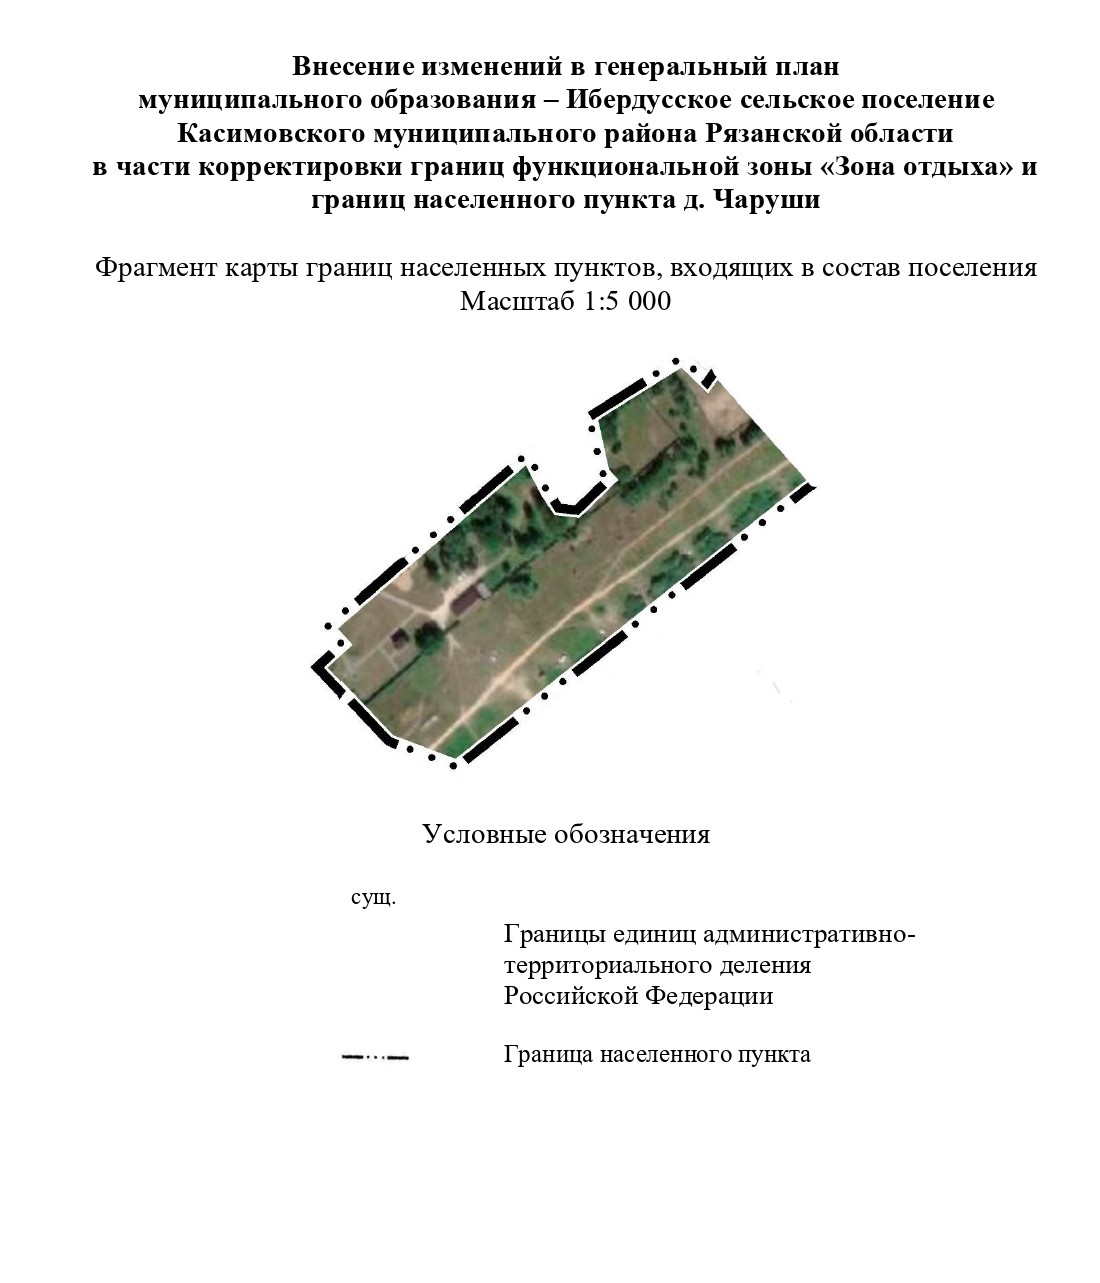 Внесение изменений в генеральный план
муниципального образования – Ибердусское сельское поселение
Касимовского муниципального района Рязанской области
в части корректировки границ функциональной зоны «Зона отдыха» и
границ населенного пункта д. Чаруши
Фрагмент карты границ населенных пунктов, входящих в состав поселения
Масштаб 1:5 000
Условные обозначения
сущ.
Границы единиц административно-
территориального деления
Российской Федерации
Граница населенного пункта